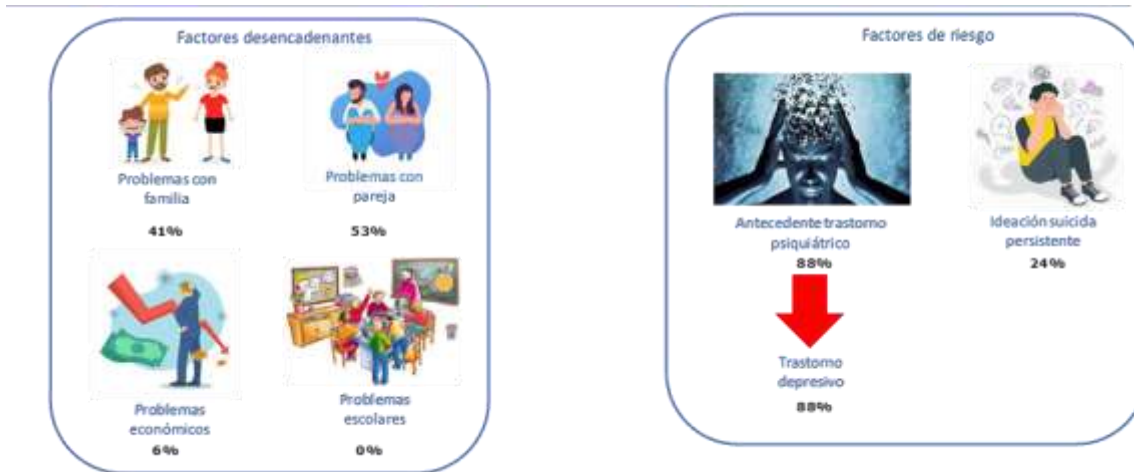 Factores desencadenantes
Problemas con
familia
41%
Problemas con
pareja
53%
Problemas
económicos
6%
Problemas
escolares
0%
Factores de riesgo
Antecedente trastorno
psiquiátrico
88%
Trastorno
depresivo
88%
Ideación suicida
persistente
24%